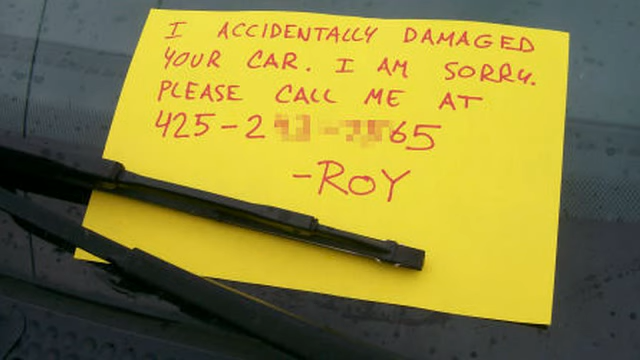 I ACCIDENTALLY DAMAGED
YOUR CAR. I AM SORRY.
PLEASE CALL ME AT
425-2 65
-ROY